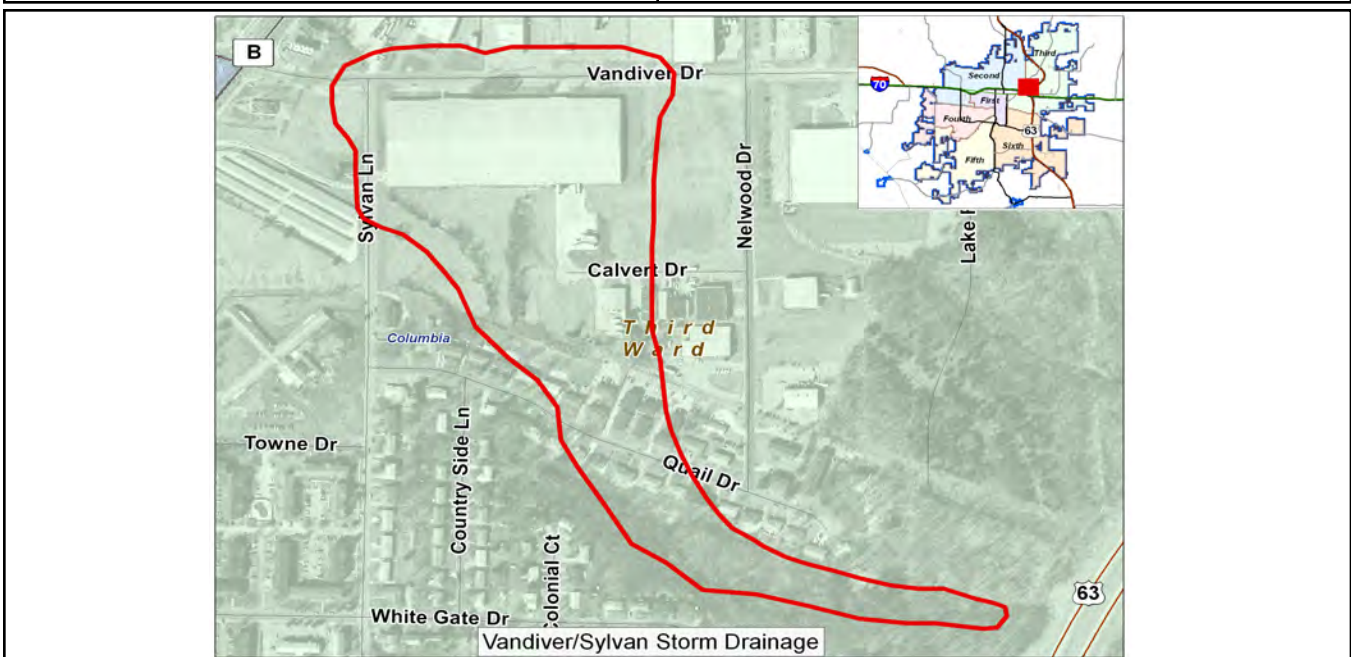 B
Vandiver Dr
Sylvan Ln
Nelwood Dr
Calvert Dr
Third
Ward
Columbia
Towne Dr
Country Side Ln
Quail Dr
Colonial Ct
White Gate Dr
63
Vandiver/Sylvan Storm Drainage
Third
Second
70
First
Fourth
63
Sixth
Fifth
Lake